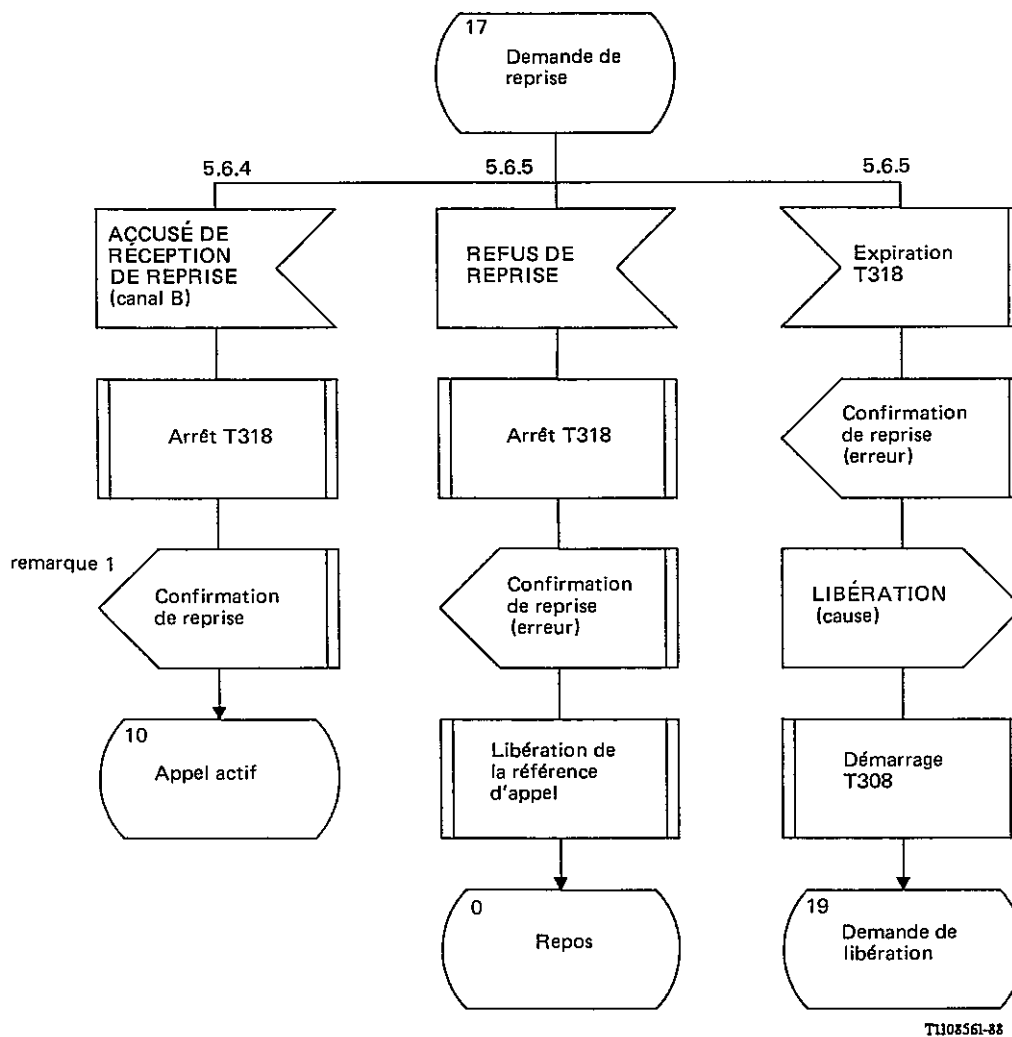 17
Demande de
reprise
5.6.4
5.6.5
5.6.5
ACCUSÉ DE
RÉCEPTION
DE REPRISE
(canal B)
REFUS DE
REPRISE
Expiration
T318
Arrêt T318
Arrêt T318
Confirmation
de reprise
(erreur)
remarque 1
Confirmation
de reprise
Confirmation
de reprise
(erreur)
LIBÉRATION
(cause)
10
Appel actif
Libération de
la référence
d'appel
Démarrage
T308
0
Repos
19
Demande de
libération
T1108561-88